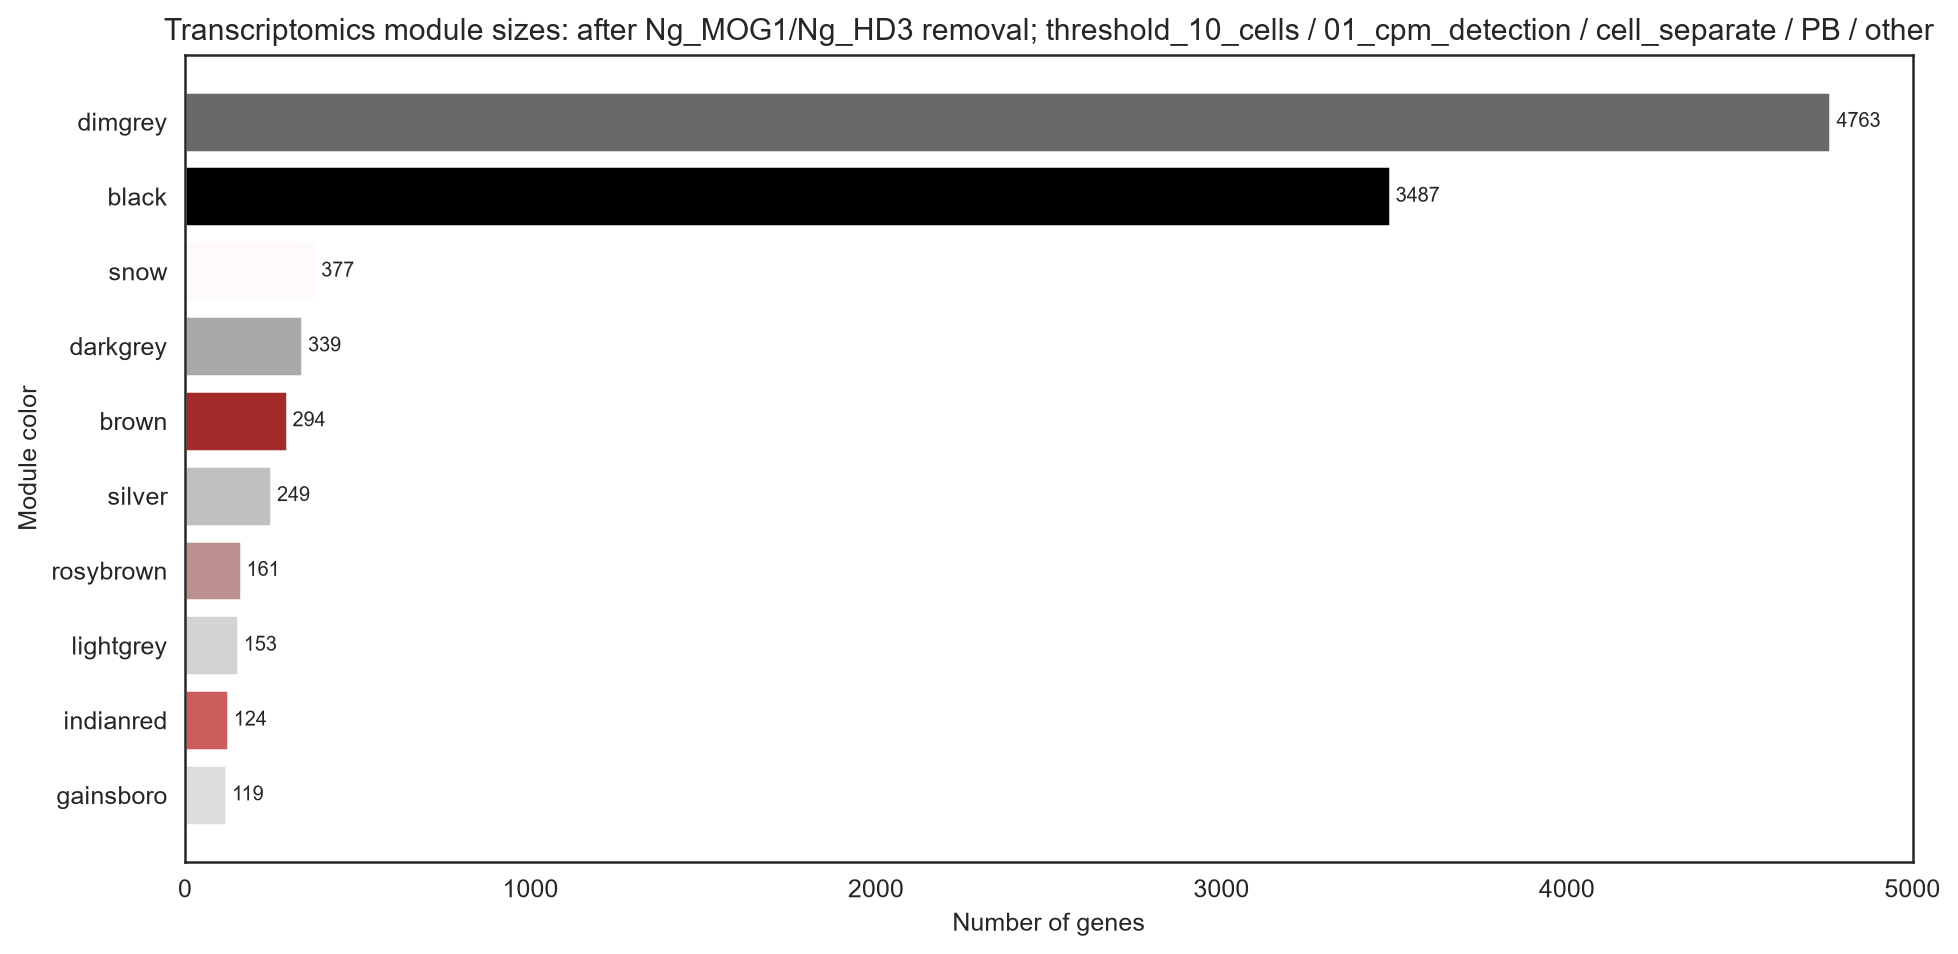 Transcriptomics module sizes: after Ng_MOG1/Ng_HD3 removal; threshold_10_cells / 01_cpm_detection / cell_separate / PB / other
dimgrey 4763
black 3487
snow 377
darkgrey 339
brown 294
silver 249
rosybrown 161
lightgrey 153
indianred 124
gainsboro 119
Module color
0 1000 2000 3000 4000 5000
Number of genes